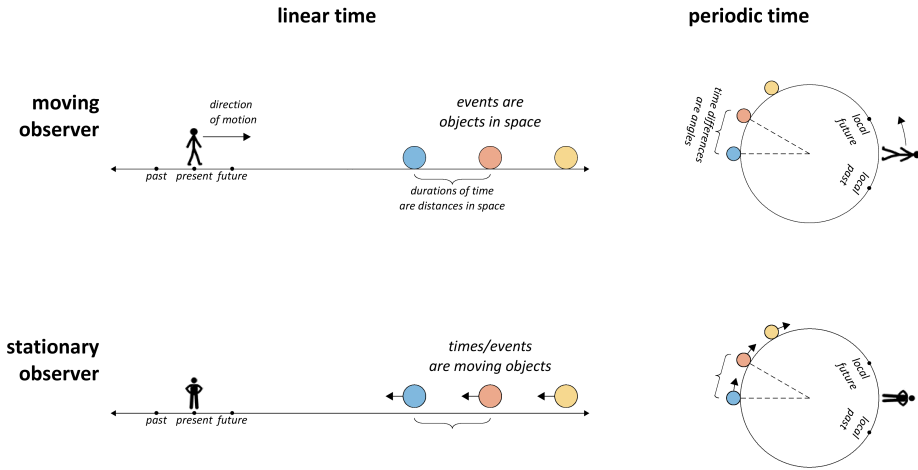 linear time
periodic time
moving
observer
direction
of motion
events are
objects in space
past present future
durations of time
are distances in space
time differences
are angles
local
future
local
past
stationary
observer
times/events
are moving objects
past present future
local
future
local
past